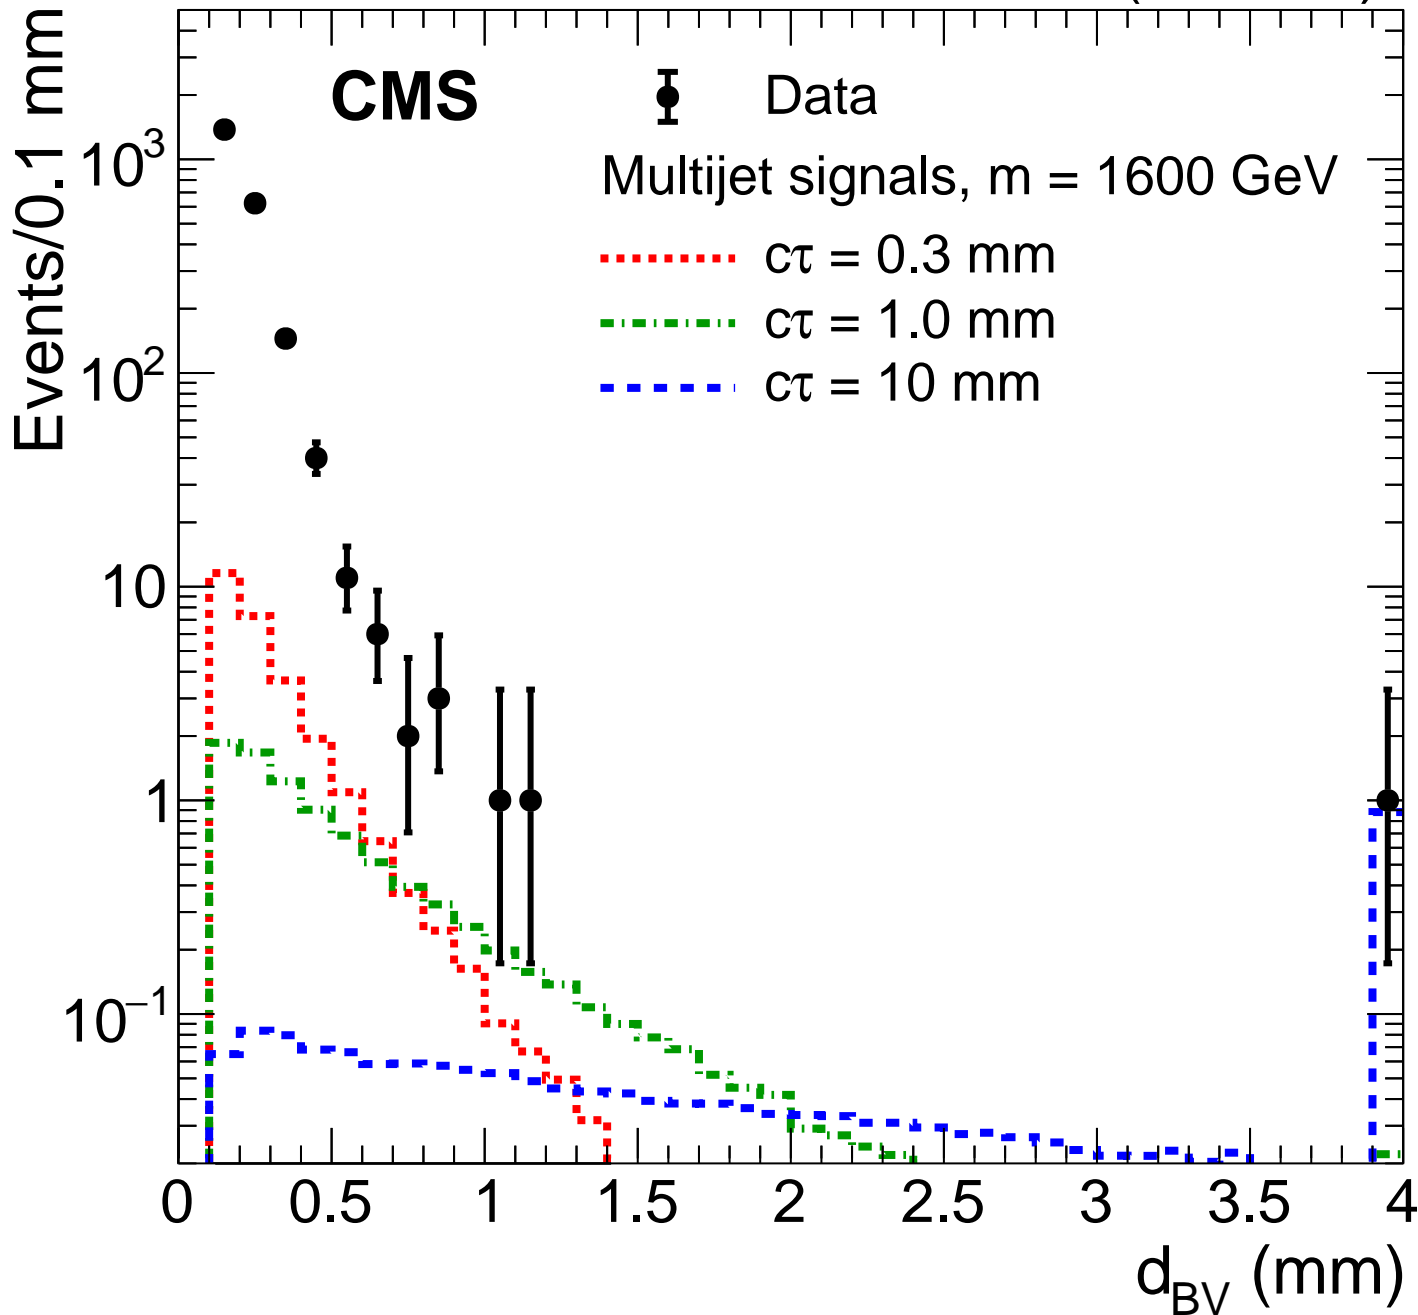 Events/0.1 mm
CMS
Data
Multijet signals, m = 1600 GeV
cτ = 0.3 mm
cτ = 1.0 mm
cτ = 10 mm
10³
10²
10
1
10⁻¹
0 0.5 1 1.5 2 2.5 3 3.5 4
d_BV (mm)